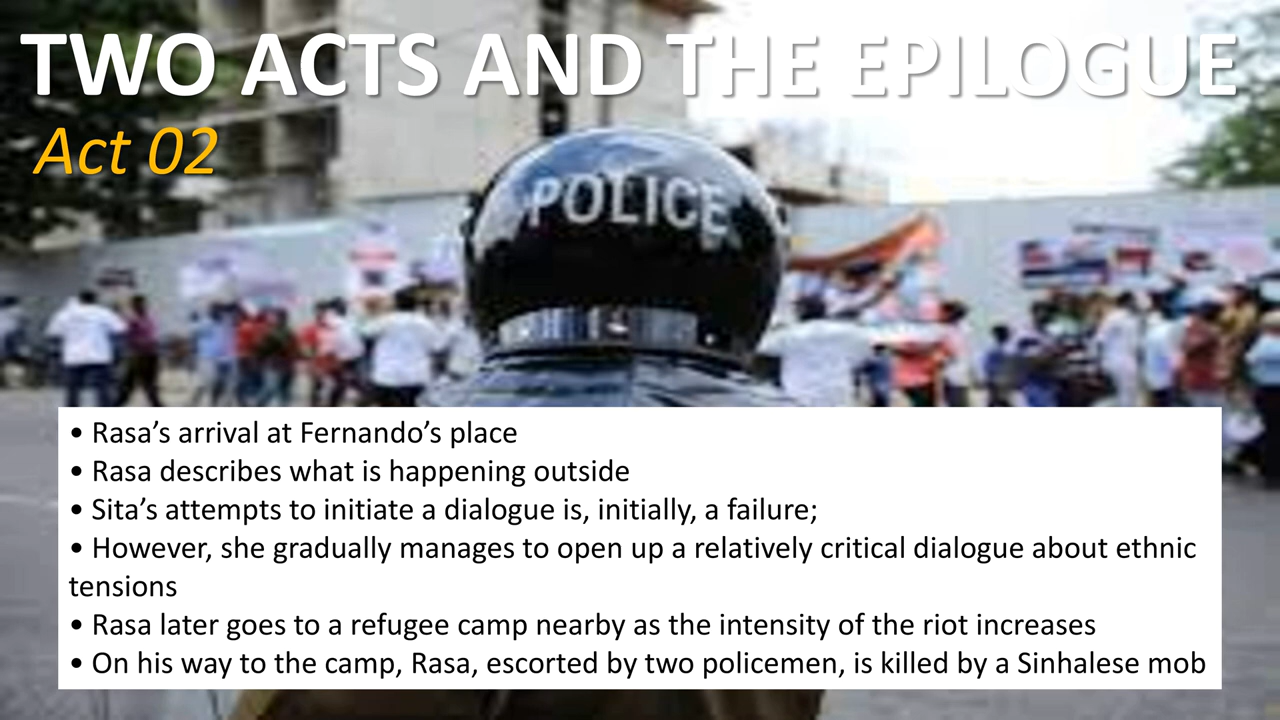 TWO ACTS AND THE EPILOGUE
Act 02
POLICE
• Rasa’s arrival at Fernando’s place
• Rasa describes what is happening outside
• Sita’s attempts to initiate a dialogue is, initially, a failure;
• However, she gradually manages to open up a relatively critical dialogue about ethnic
tensions
• Rasa later goes to a refugee camp nearby as the intensity of the riot increases
• On his way to the camp, Rasa, escorted by two policemen, is killed by a Sinhalese mob